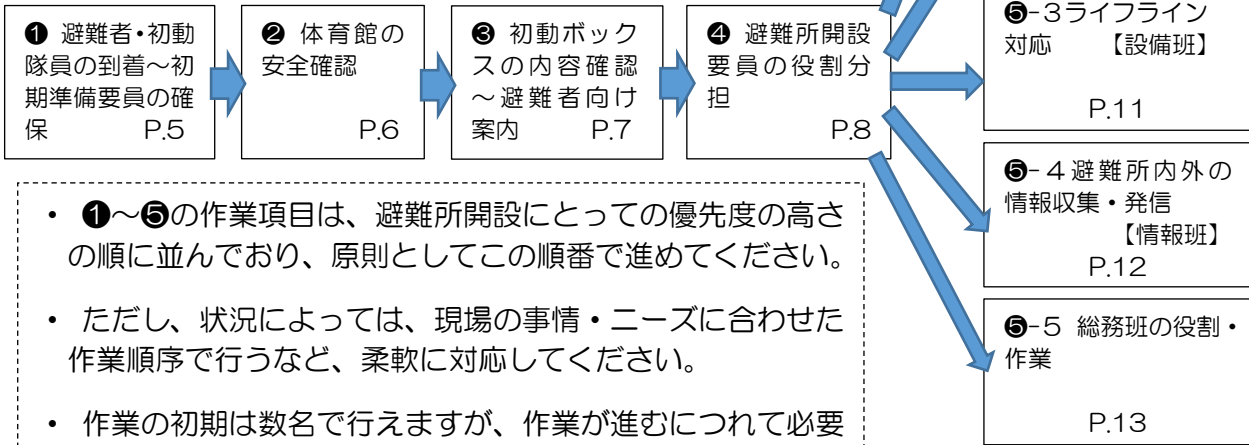 ❶ 避難者・初動
隊員の到着～初
期準備要員の確
保 P.5
❷ 体育館の
安全確認
P.6
❸ 初動ボック
スの内容確認
～避難者向け
案内 P.7
❹ 避難所開設
要員の役割分
担
P.8
❺-3ライフライン
対応 【設備班】
P.11
❺-４避難所内外の
情報収集・発信
【情報班】
P.12
❺-５ 総務班の役割・
作業
P.13
• ❶～❺の作業項目は、避難所開設にとっての優先度の高さ
の順に並んでおり、原則としてこの順番で進めてください。
• ただし、状況によっては、現場の事情・ニーズに合わせた
作業順序で行うなど、柔軟に対応してください。
• 作業の初期は数名で行えますが、作業が進むにつれて必要